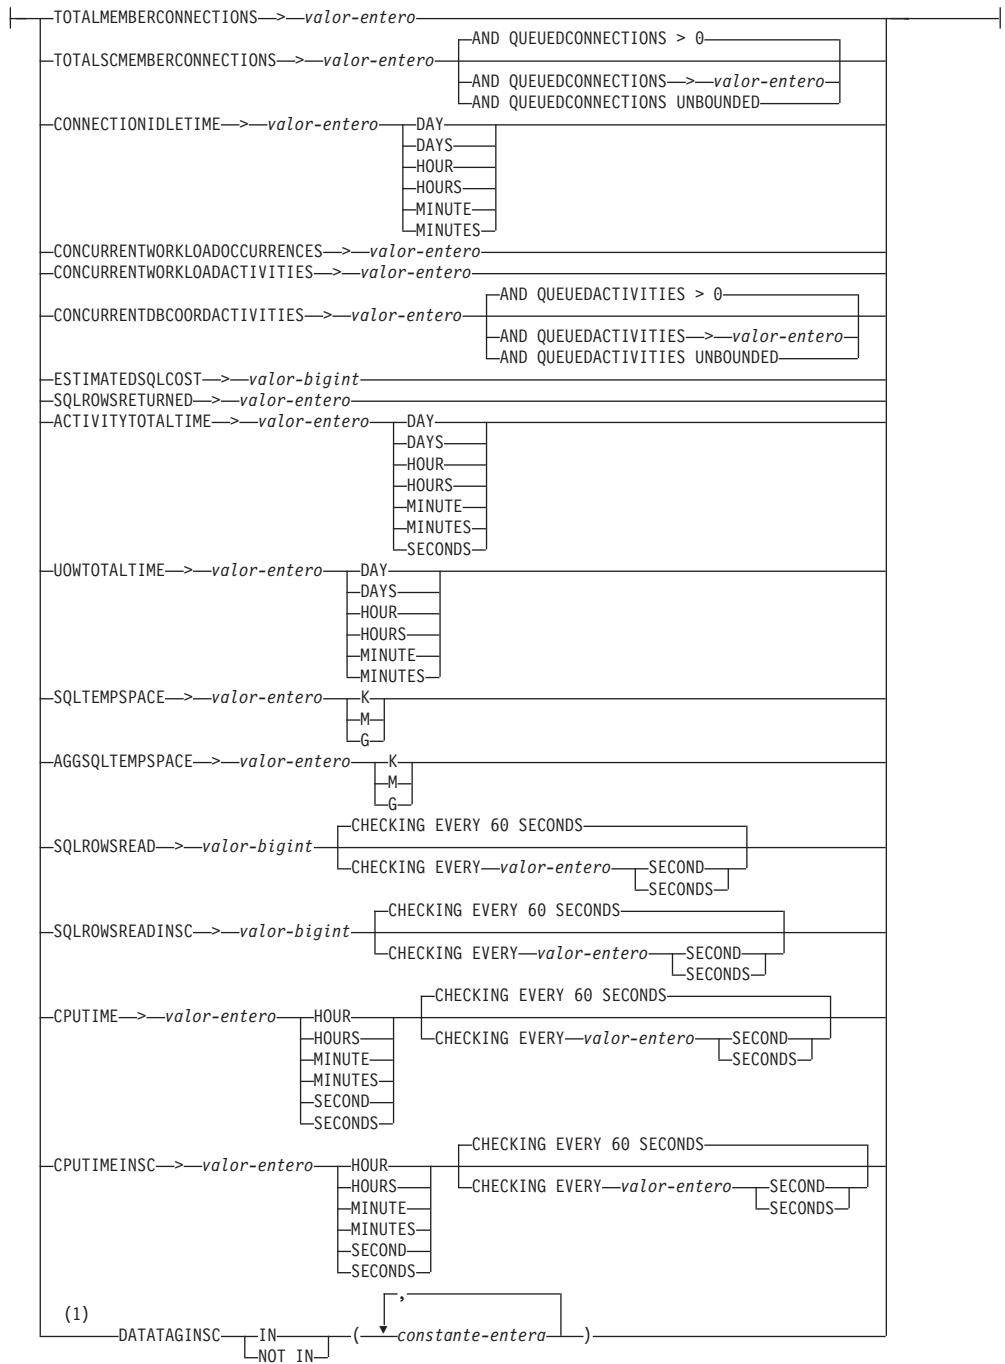 TOTALMEMBERCONNECTIONS > valor-entero
AND QUEUEDCONNECTIONS > 0
TOTALSCMEMBERCONNECTIONS > valor-entero
AND QUEUEDCONNECTIONS > valor-entero
AND QUEUEDCONNECTIONS UNBOUNDED
CONNECTIONIDLETIME > valor-entero DAY
DAYS
HOUR
HOURS
MINUTE
MINUTES
CONCURRENTWORKLOADOCCURRENCES > valor-entero
CONCURRENTWORKLOADACTIVITIES > valor-entero
AND QUEUEDACTIVITIES > 0
CONCURRENTDBCOORDACTIVITIES > valor-entero
AND QUEUEDACTIVITIES > valor-entero
AND QUEUEDACTIVITIES UNBOUNDED
ESTIMATEDSQLCOST > valor-bigint
SQLROWSRETURNED > valor-entero
ACTIVITYTOTALTIME > valor-entero DAY
DAYS
HOUR
HOURS
MINUTE
MINUTES
SECONDS
UOWTOTALTIME > valor-entero DAY
DAYS
HOUR
HOURS
MINUTE
MINUTES
SQLTEMPSPACE > valor-entero K
M
G
AGGSQLTEMPSPACE > valor-entero K
M
G
CHECKING EVERY 60 SECONDS
SQLROWSREAD > valor-bigint
CHECKING EVERY valor-entero SECOND
SECONDS
CHECKING EVERY 60 SECONDS
SQLROWSREADINSC > valor-bigint
CHECKING EVERY valor-entero SECOND
SECONDS
CHECKING EVERY 60 SECONDS
CPUTIME > valor-entero HOUR
HOURS CHECKING EVERY valor-entero SECOND
MINUTE SECONDS
MINUTES
SECOND
SECONDS
CHECKING EVERY 60 SECONDS
CPUTIMEINSC > valor-entero HOUR
HOURS CHECKING EVERY valor-entero SECOND
MINUTE SECONDS
MINUTES
SECOND
SECONDS
(1) ,
DATATAGINSC IN ( constante-entera )
NOT IN